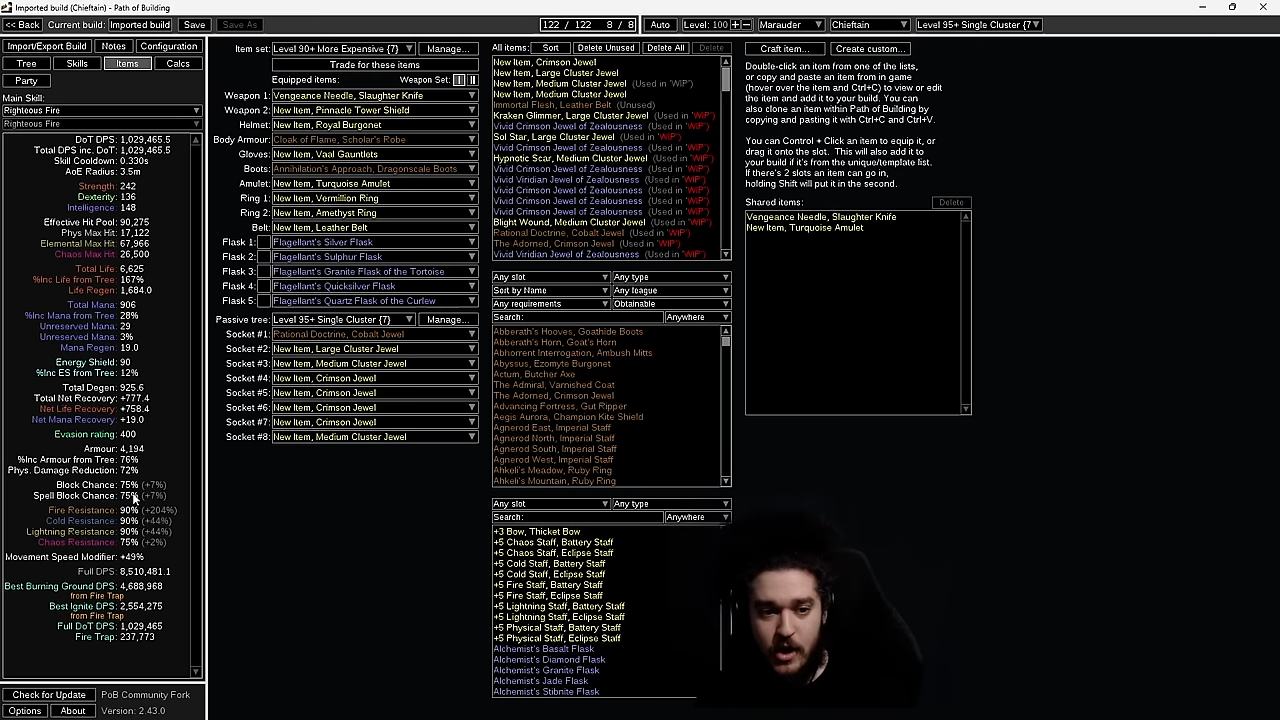 Imported build (Chieftain) - Path of Building
<< Back
Current build:
Imported build
Save
Save As
122 / 122   8 / 8
Auto
Level: 100
Marauder
Chieftain
Level 95+ Single Cluster {7
Import/Export Build
Notes
Configuration
Tree
Skills
Items
Calcs
Party
Main Skill:
Righteous Fire
Righteous Fire
DoT DPS: 1,029,465.5
Total DPS inc. DoT: 1,029,465.5
Skill Cooldown: 0.330s
AoE Radius: 3.5m
Strength: 242
Dexterity: 136
Intelligence: 148
Effective Hit Pool: 90,275
Phys Max Hit: 17,122
Elemental Max Hit: 67,966
Chaos Max Hit: 26,500
Total Life: 6,625
%Inc Life from Tree: 167%
Life Regen: 1,684.0
Total Mana: 906
%Inc Mana from Tree: 28%
Unreserved Mana: 29
Unreserved Mana: 3%
Mana Regen: 19.0
Energy Shield: 90
%Inc ES from Tree: 12%
Total Degen: 925.6
Total Net Recovery: +777.4
Net Life Recovery: +758.4
Net Mana Recovery: +19.0
Evasion rating: 400
Armour: 4,194
%Inc Armour from Tree: 76%
Phys. Damage Reduction: 72%
Block Chance: 75% (+7%)
Spell Block Chance: 75% (+7%)
Fire Resistance: 90% (+204%)
Cold Resistance: 90% (+44%)
Lightning Resistance: 90% (+44%)
Chaos Resistance: 75% (+2%)
Movement Speed Modifier: +49%
Full DPS: 8,510,481.1
Best Burning Ground DPS: 4,688,968
from Fire Trap
Best Ignite DPS: 2,554,275
from Fire Trap
Full DoT DPS: 1,029,465
Fire Trap: 237,773
Check for Update
PoB Community Fork
Options
About
Version: 2.43.0
Item set:
Level 90+ More Expensive {7}
Manage...
Trade for these
Equipped items:
Weapon Set:
I
II
Weapon 1: Vengeance Needle, Slaughter Knife
Weapon 2: New Item, Pinnacle Tower Shield
Helmet: New Item, Royal Burgonet
Body Armour: Cloak of Flame, Scholar's Robe
Gloves: New Item, Vaal Gauntlets
Boots: Annihilation's Approach, Dragonscale Boots
Amulet: New Item, Turquoise Amulet
Ring 1: New Item, Vermillion Ring
Ring 2: New Item, Amethyst Ring
Belt: New Item, Leather Belt
Flask 1: Flagellant's Silver Flask
Flask 2: Flagellant's Sulphur Flask
Flask 3: Flagellant's Granite Flask of the Tortoise
Flask 4: Flagellant's Quicksilver Flask
Flask 5: Flagellant's Quartz Flask of the Curlew
Passive tree: Level 95+ Single Cluster {7}
Manage...
Socket #1: Rational Doctrine, Cobalt Jewel
Socket #2: New Item, Large Cluster Jewel
Socket #3: New Item, Medium Cluster Jewel
Socket #4: New Item, Crimson Jewel
Socket #5: New Item, Crimson Jewel
Socket #6: New Item, Crimson Jewel
Socket #7: New Item, Crimson Jewel
Socket #8: New Item, Medium Cluster Jewel
All items:
Sort
Delete Unused
Delete All
Delete
New Item, Crimson Jewel
New Item, Large Cluster Jewel
New Item, Medium Cluster Jewel (Used in 'WiP')
New Item, Medium Cluster Jewel
Immortal Flesh, Leather Belt (Unused)
Kraken Glimmer, Large Cluster Jewel (Used in 'WiP')
Vivid Crimson Jewel of Zealousness (Used in 'WiP')
Sol Star, Large Cluster Jewel (Used in 'WiP')
Vivid Crimson Jewel of Zealousness (Used in 'WiP')
Hypnotic Scar, Medium Cluster Jewel (Used in 'WiP')
Vivid Crimson Jewel of Zealousness (Used in 'WiP')
Vivid Viridian Jewel of Zealousness (Used in 'WiP')
Vivid Crimson Jewel of Zealousness (Used in 'WiP')
Vivid Crimson Jewel of Zealousness (Used in 'WiP')
Vivid Crimson Jewel of Zealousness (Used in 'WiP')
Blight Wound, Medium Cluster Jewel (Used in 'WiP')
Rational Doctrine, Cobalt Jewel (Used in 'WiP')
The Adorned, Crimson Jewel (Used in 'WiP')
Vivid Viridian Jewel of Zealousness (Used in 'WiP')
Any slot
Any type
Sort by Name
Any league
Any requirements
Obtainable
Search:
Anywhere
Abberath's Hooves, Goathide Boots
Abberath's Horn, Goat's Horn
Abhorrent Interrogation, Ambush Mitts
Abyssus, Ezomyte Burgonet
Actum, Butcher Axe
The Admiral, Varnished Coat
The Adorned, Crimson Jewel
Advancing Fortress, Gut Ripper
Aegis Aurora, Champion Kite Shield
Agnerod East, Imperial Staff
Agnerod North, Imperial Staff
Agnerod South, Imperial Staff
Agnerod West, Imperial Staff
Ahkeli's Meadow, Ruby Ring
Ahkeli's Mountain, Ruby Ring
Any slot
Any type
Search:
Anywhere
+3 Bow, Thicket Bow
+5 Chaos Staff, Battery Staff
+5 Chaos Staff, Eclipse Staff
+5 Cold Staff, Battery Staff
+5 Cold Staff, Eclipse Staff
+5 Fire Staff, Battery Staff
+5 Fire Staff, Eclipse Staff
+5 Lightning Staff, Battery Staff
+5 Lightning Staff, Eclipse Staff
+5 Physical Staff, Battery Staff
+5 Physical Staff, Eclipse Staff
Alchemist's Basalt Flask
Alchemist's Diamond Flask
Alchemist's Granite Flask
Alchemist's Jade Flask
Alchemist's Stibnite Flask
Craft item...
Create custom...
Double-click an item from one of the lists,
or copy and paste an item from in game
(hover over the item and Ctrl+C) to view or edit
the item and add it to your build. You can
also clone an item within Path of Building by
copying and pasting it with Ctrl+C and Ctrl+V.
You can Control + Click an item to equip it, or
drag it onto the slot.  This will also add it to
your build if it's from the unique/template list.
If there's 2 slots an item can go in,
holding Shift will put it in the second.
Shared items:
Delete
Vengeance Needle, Slaughter Knife
New Item, Turquoise Amulet